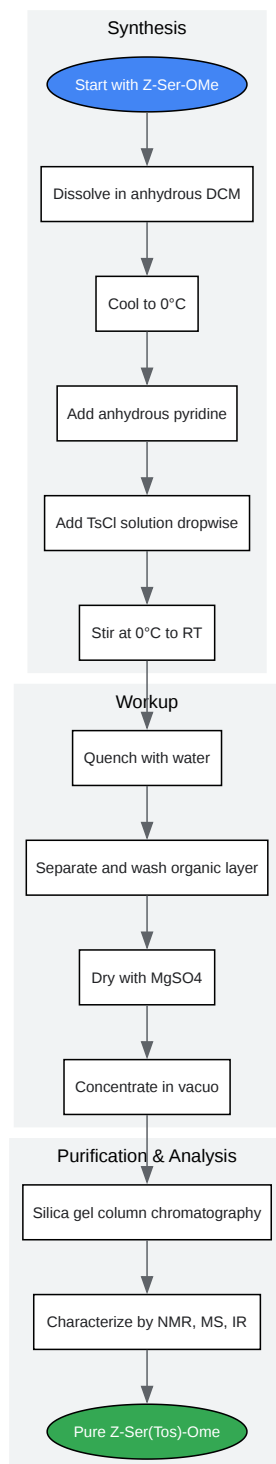 Synthesis
Start with Z-Ser-OMe
Dissolve in anhydrous DCM
Cool to 0°C
Add anhydrous pyridine
Add TsCl solution dropwise
Stir at 0°C to RT
Workup
Quench with water
Separate and wash organic layer
Dry with MgSO4
Concentrate in vacuo
Purification & Analysis
Silica gel column chromatography
Characterize by NMR, MS, IR
Pure Z-Ser(Tos)-Ome